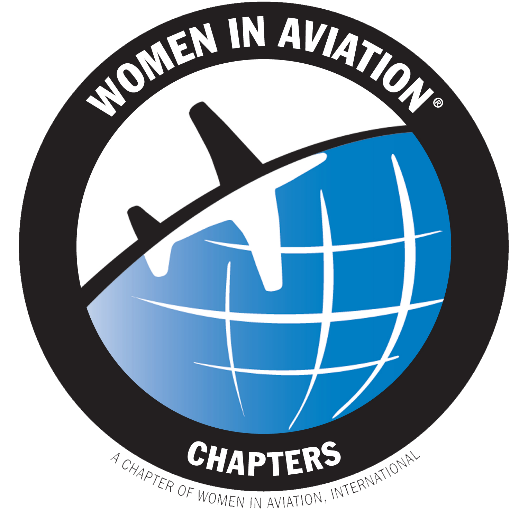 WOMEN IN AVIATION®
CHAPTERS
A CHAPTER OF WOMEN IN AVIATION, INTERNATIONAL